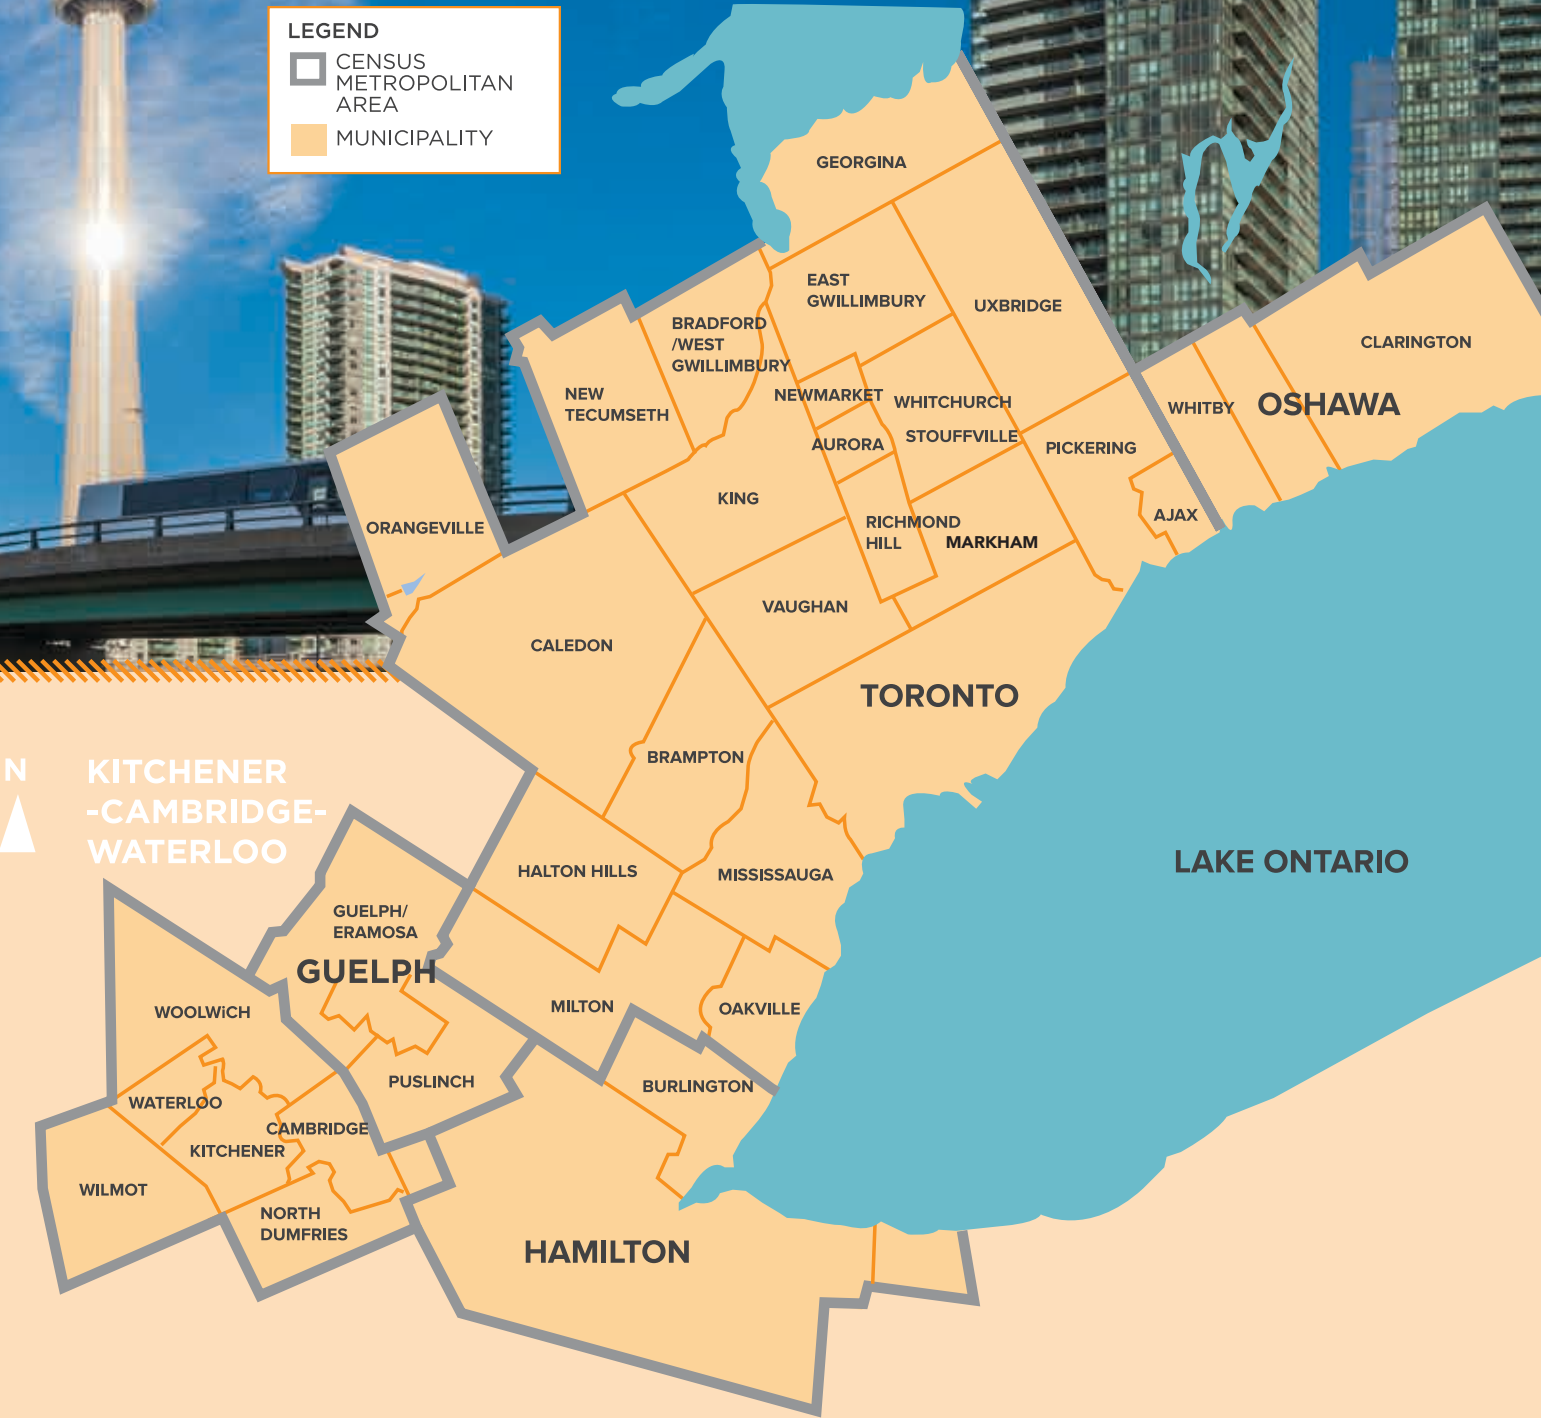 LEGEND
CENSUS
METROPOLITAN
AREA
MUNICIPALITY
GEORGINA
EAST
GWILLIMBURY
UXBRIDGE
BRADFORD
/WEST
GWILLIMBURY
CLARINGTON
NEW
TECUMSETH
NEWMARKET
WHITCHURCH
STOUFFVILLE
WHITBY
OSHAWA
AURORA
PICKERING
KING
ORANGEVILLE
RICHMOND
HILL
MARKHAM
AJAX
VAUGHAN
CALEDON
TORONTO
BRAMPTON
N
KITCHENER
-CAMBRIDGE-
WATERLOO
HALTON HILLS
MISSISSAUGA
LAKE ONTARIO
GUELPH/
ERAMOSA
GUELPH
WOOLWiCH
MILTON
OAKVILLE
PUSLINCH
BURLINGTON
WATERLOO
CAMBRIDGE
KITCHENER
WILMOT
NORTH
DUMFRIES
HAMILTON